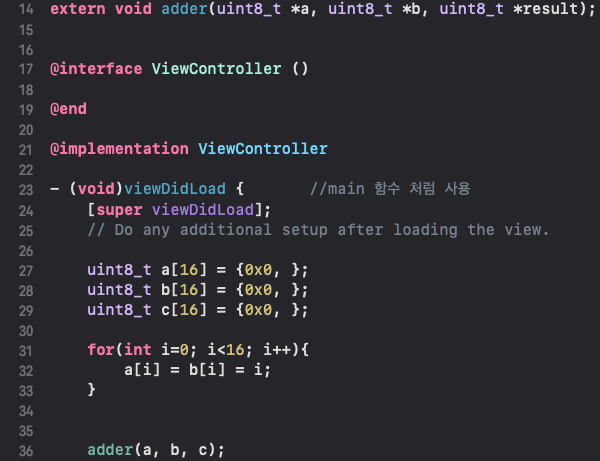 14 extern void adder(uint8_t *a, uint8_t *b, uint8_t *result);
15
16
17 @interface ViewController ()
18
19 @end
20
21 @implementation ViewController
22
23 - (void)viewDidLoad {       //main 함수 처럼 사용
24     [super viewDidLoad];
25     // Do any additional setup after loading the view.
26
27     uint8_t a[16] = {0x0, };
28     uint8_t b[16] = {0x0, };
29     uint8_t c[16] = {0x0, };
30
31     for(int i=0; i<16; i++){
32         a[i] = b[i] = i;
33     }
34
35
36     adder(a, b, c);